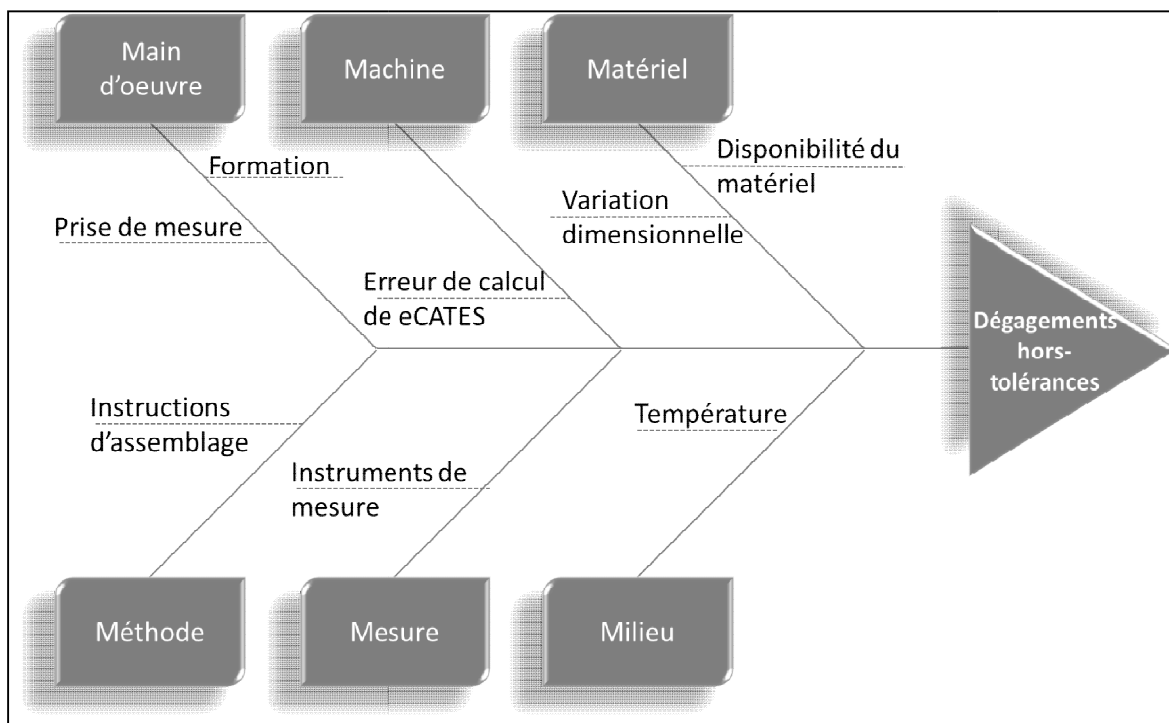 Main
d'oeuvre
Machine
Matériel
Formation
Disponibilité du
matériel
Prise de mesure
Variation
dimensionnelle
Erreur de calcul
de eCATES
Dégagements
hors-
tolérances
Instructions
d'assemblage
Température
Instruments de
mesure
Méthode
Mesure
Milieu